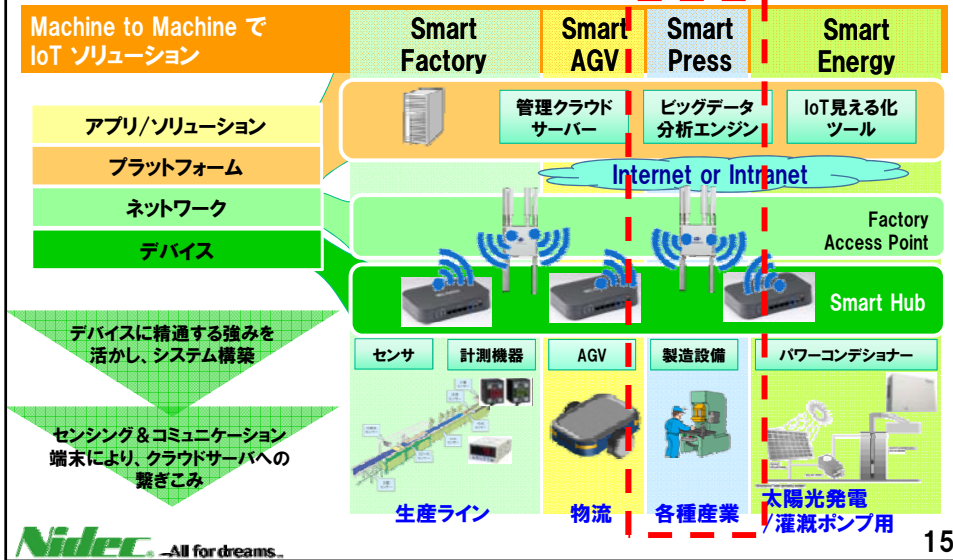 Machine to Machine で
IoT ソリューション
Smart
Factory
Smart
AGV
Smart
Press
Smart
Energy
アプリ/ソリューション
プラットフォーム
ネットワーク
デバイス
管理クラウド
サーバー
ビッグデータ
分析エンジン
IoT見える化
ツール
Internet or Intranet
Factory
Access Point
Smart Hub
デバイスに精通する強みを
活かし、システム構築
センシング＆コミュニケーション
端末により、クラウドサーバへの
繋ぎこみ
センサ
計測機器
AGV
製造設備
パワーコンデショナー
生産ライン
物流
各種産業
太陽光発電
/灌漑ポンプ用
Nidec
-All for dreams_
15